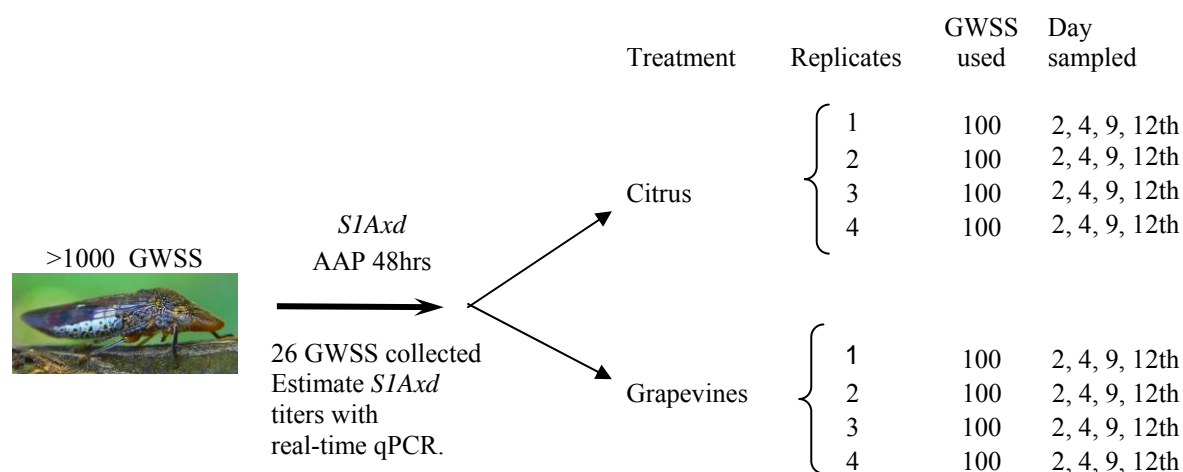 GWSS Day
Treatment Replicates used sampled
1 100 2, 4, 9, 12th
2 100 2, 4, 9, 12th
Citrus 3 100 2, 4, 9, 12th
4 100 2, 4, 9, 12th
S1Axd
>1000 GWSS AAP 48hrs
26 GWSS collected
Estimate S1Axd
titers with
real-time qPCR.
1 100 2, 4, 9, 12th
Grapevines 2 100 2, 4, 9, 12th
3 100 2, 4, 9, 12th
4 100 2, 4, 9, 12th